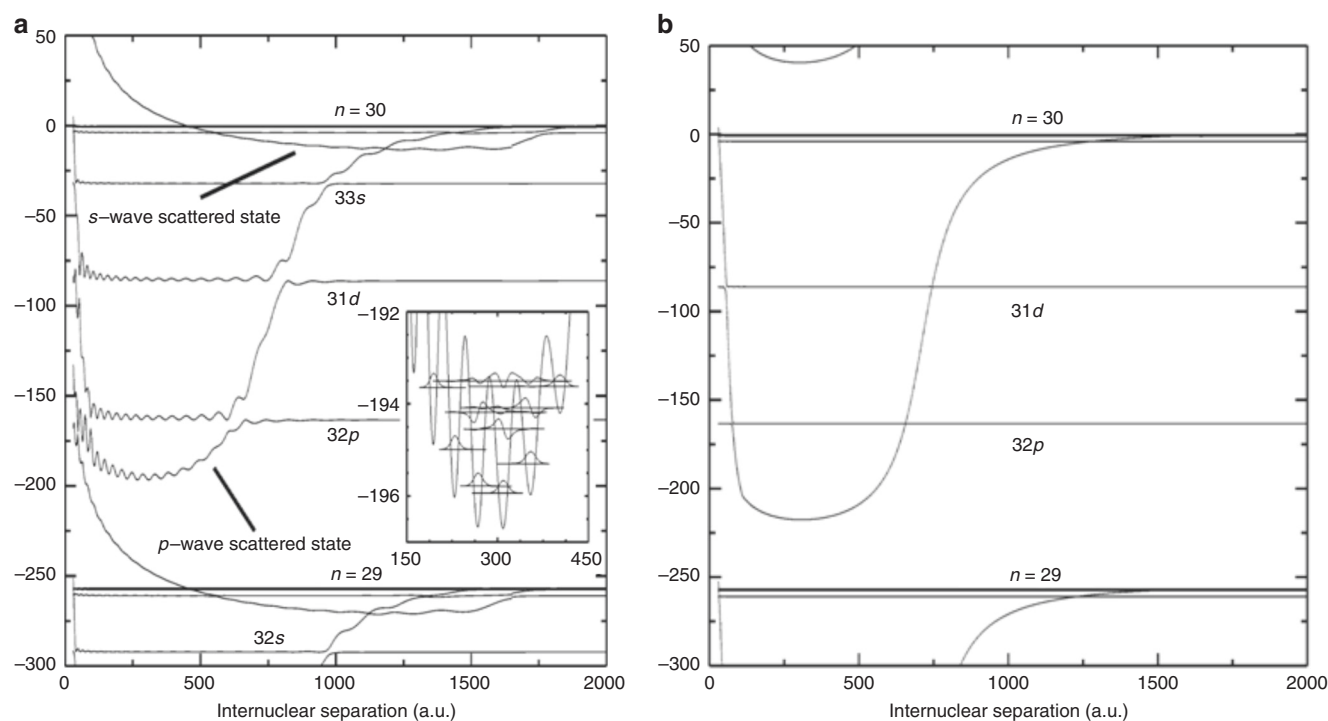 a
50
0
−50
−100
−150
−200
−250
−300
n = 30
s−wave scattered state
33s
31d
32p
p−wave scattered state
n = 29
32s
−192
−194
−196
150 300 450
0 500 1000 1500 2000
Internuclear separation (a.u.)
b
50
0
−50
−100
−150
−200
−250
−300
n = 30
31d
32p
n = 29
0 500 1000 1500 2000
Internuclear separation (a.u.)